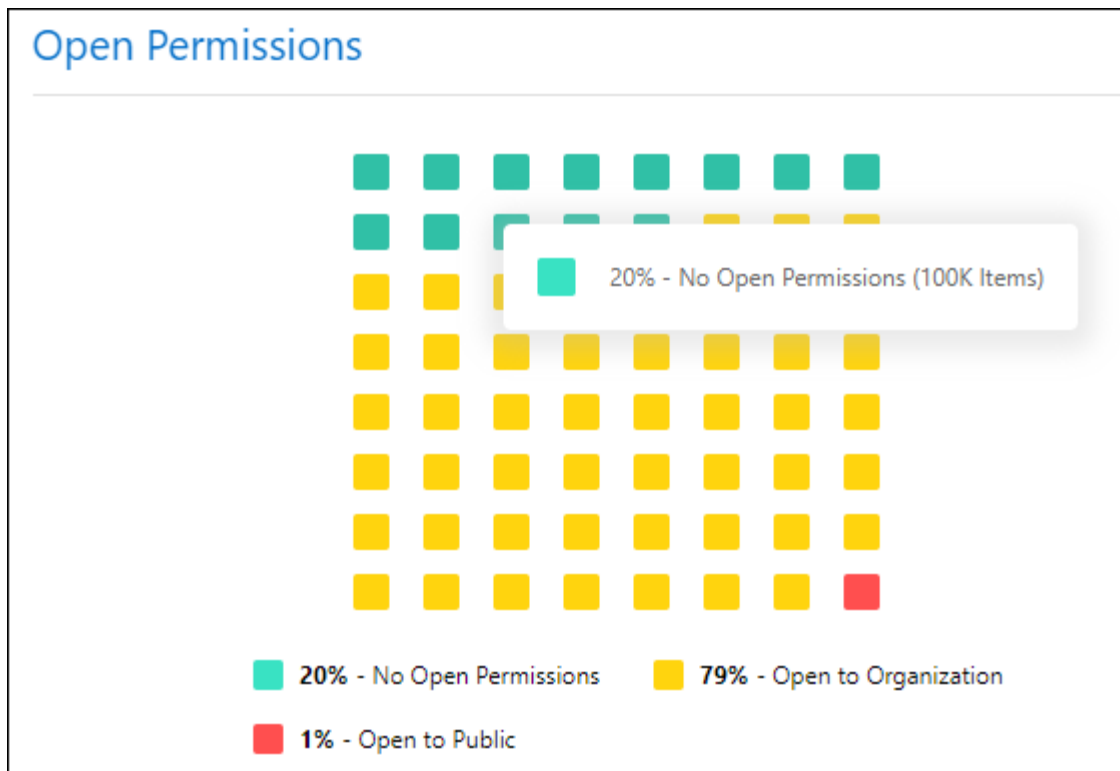 Open Permissions
20% - No Open Permissions (100K Items)
20% - No Open Permissions
79% - Open to Organization
1% - Open to Public